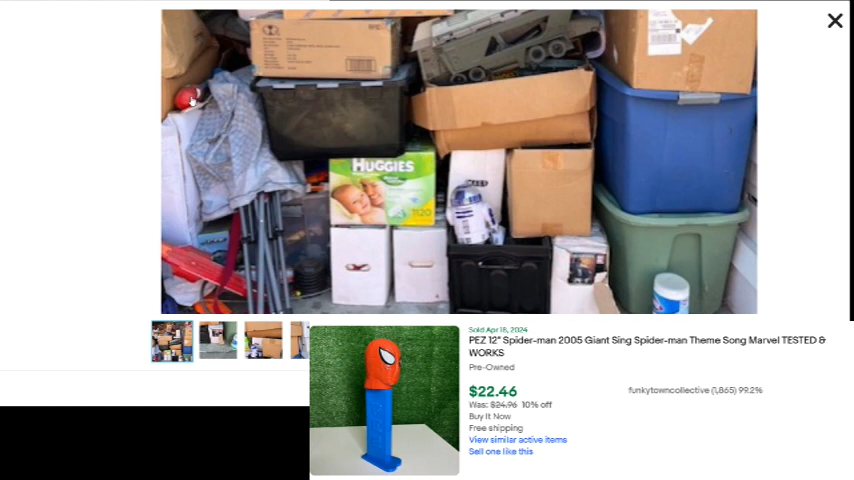 HUGGIES
1120
Sold Apr 18, 2024
PEZ 12" Spider-man 2005 Giant Sing Spider-man Theme Song Marvel TESTED &
WORKS
Pre-Owned
$22.46
funkytowncollective (1,865) 99.2%
Was: $24.96 10% off
Buy It Now
Free shipping
View similar active items
Sell one like this